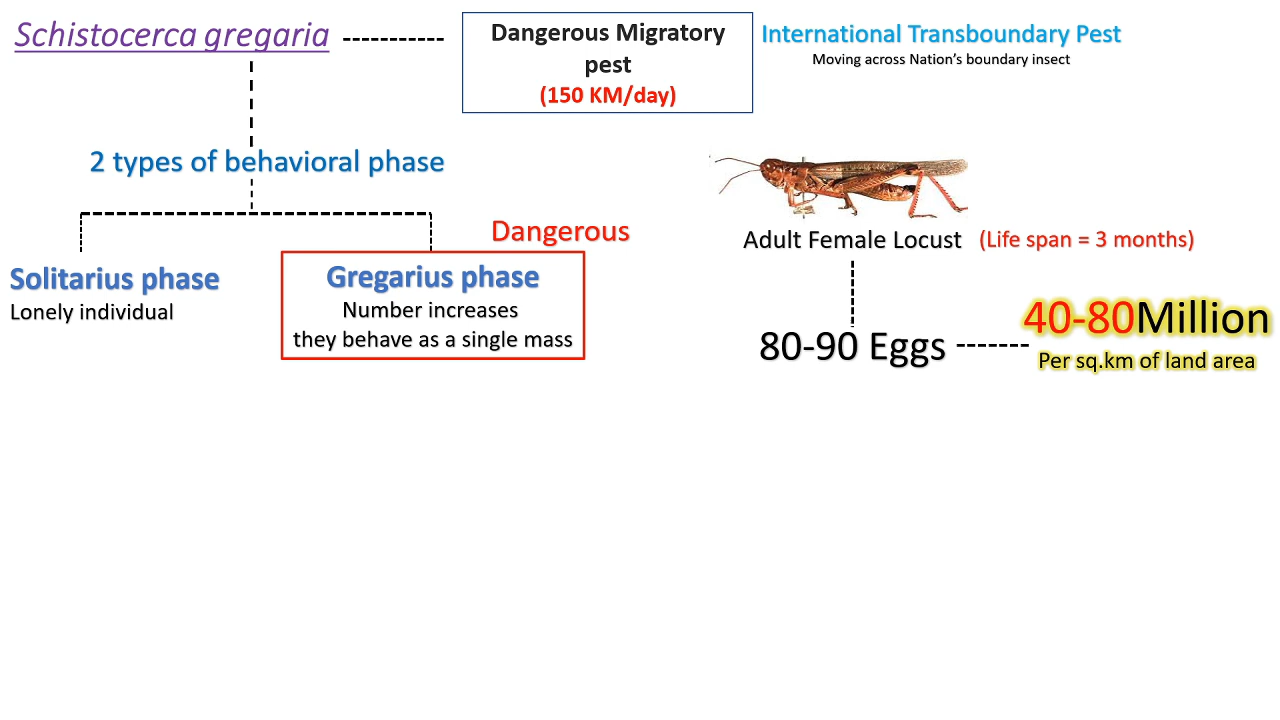 Schistocerca gregaria
Dangerous Migratory
pest
(150 KM/day)
International Transboundary Pest
Moving across Nation's boundary insect
2 types of behavioral phase
Dangerous
Solitarius phase
Lonely individual
Gregarius phase
Number increases
they behave as a single mass
Adult Female Locust
(Life span = 3 months)
80-90 Eggs
40-80Million
Per sq.km of land area